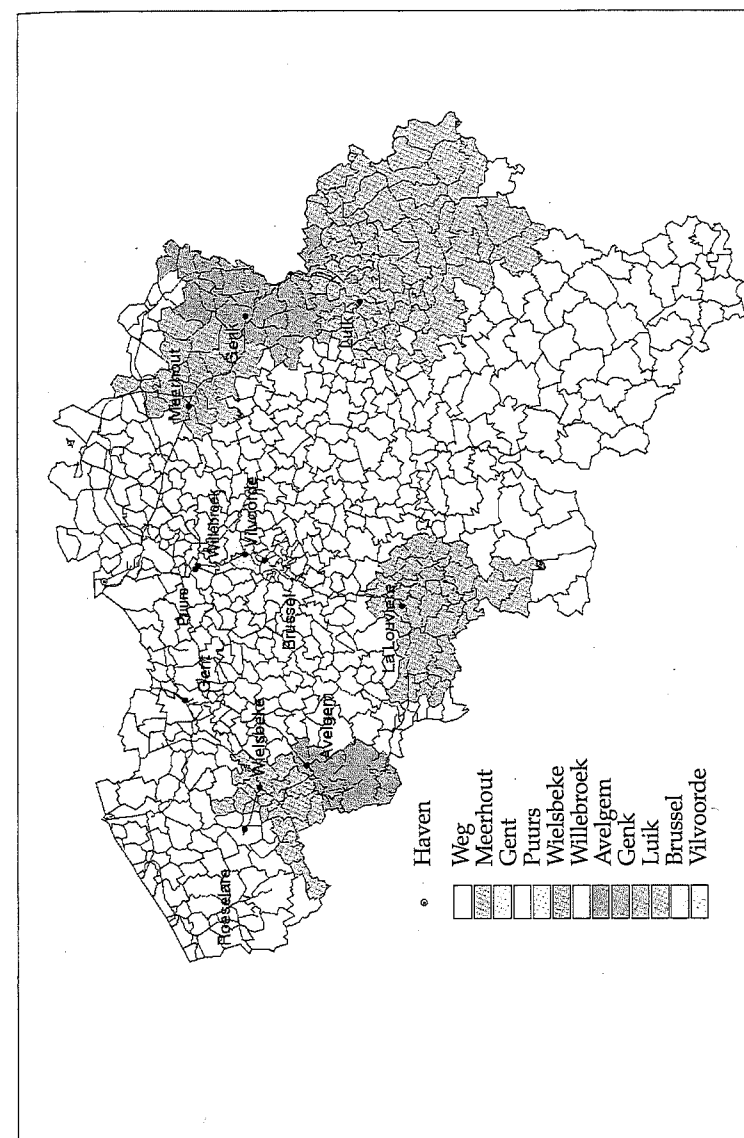 Meerhout
Genk
Luik
Willebroek
Vilvoorde
Puurs
Brussel
Gent
La Louvière
Wielsbeke
Avelgem
Roeselare
Haven
Weg
Meerhout
Gent
Puurs
Wielsbeke
Willebroek
Avelgem
Genk
Luik
Brussel
Vilvoorde